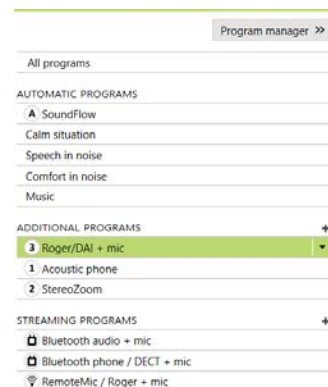 Program manager »
All programs
AUTOMATIC PROGRAMS
A SoundFlow
Calm situation
Speech in noise
Comfort in noise
Music
ADDITIONAL PROGRAMS +
3 Roger/DAI + mic
1 Acoustic phone
2 StereoZoom
STREAMING PROGRAMS +
Bluetooth audio + mic
Bluetooth phone / DECT + mic
RemoteMic / Roger + mic